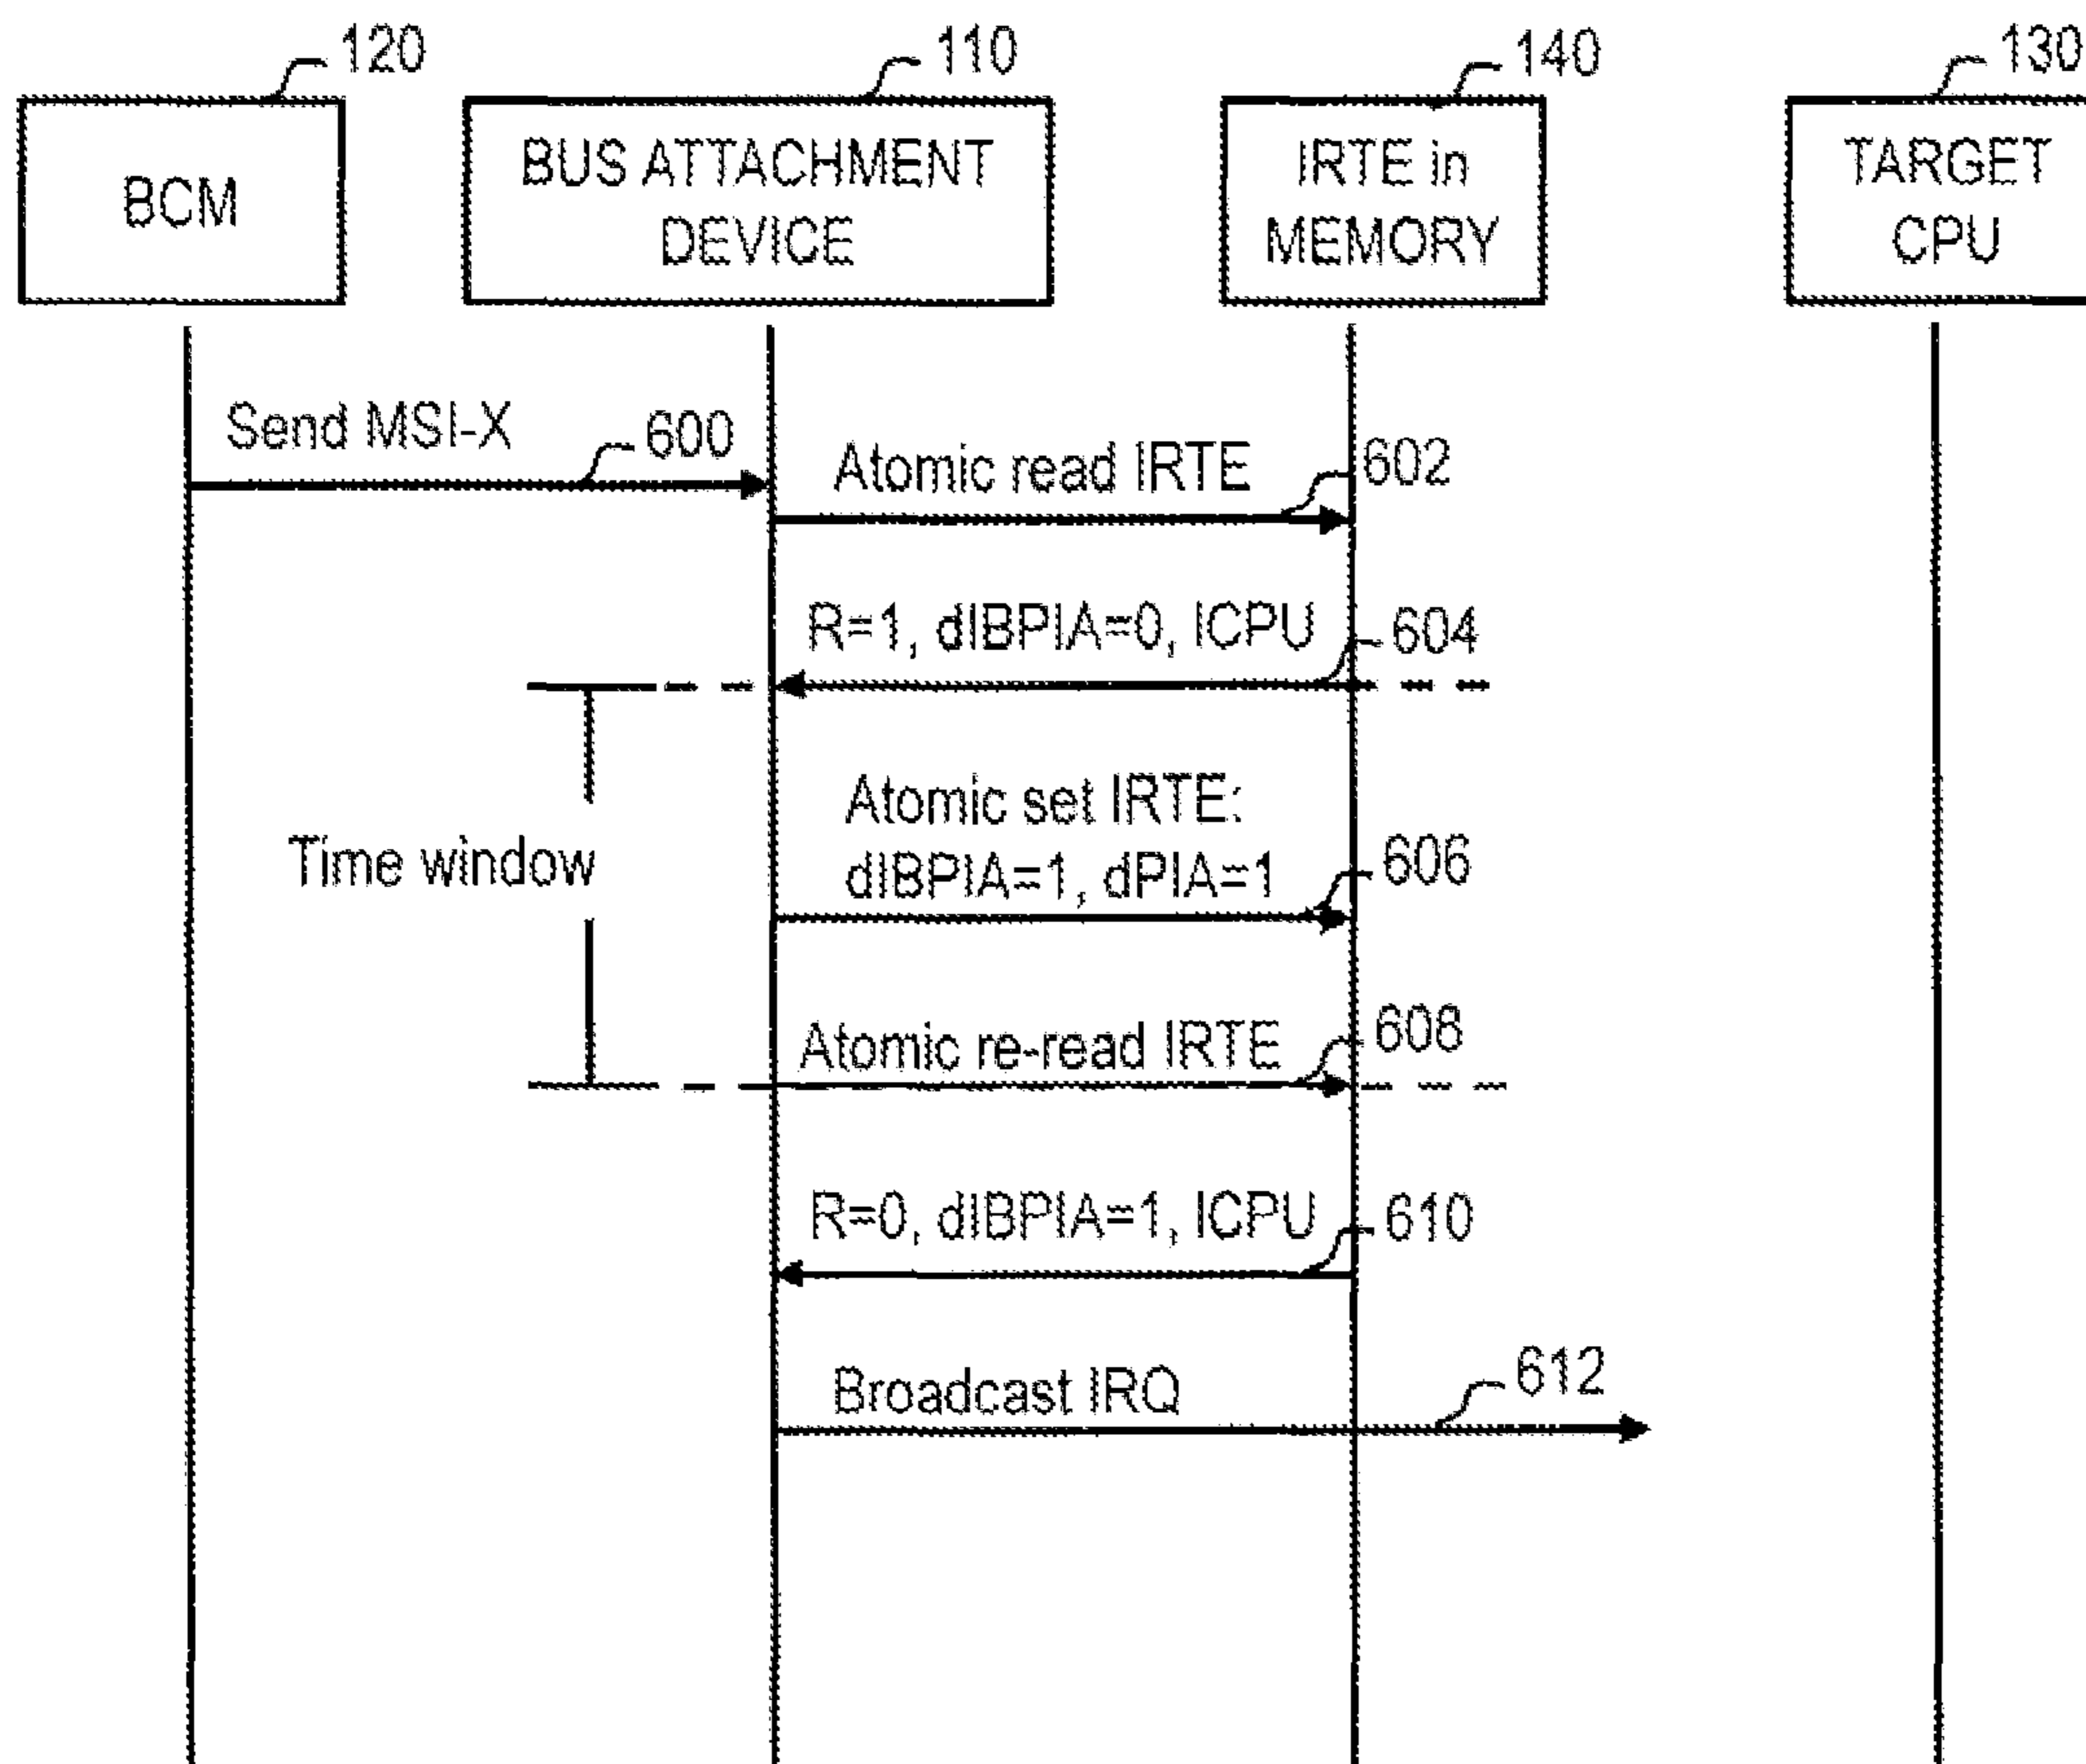 120
110
140
130
BCM
BUS ATTACHMENT
DEVICE
IRTE in
MEMORY
TARGET
CPU
Send MSI-X
600
Atomic read IRTE
602
R=1, dIBPIA=0, ICPU
604
Atomic set IRTE:
dIBPIA=1, dPIA=1
606
Time window
Atomic re-read IRTE
608
R=0, dIBPIA=1, ICPU
610
Broadcast IRQ
612